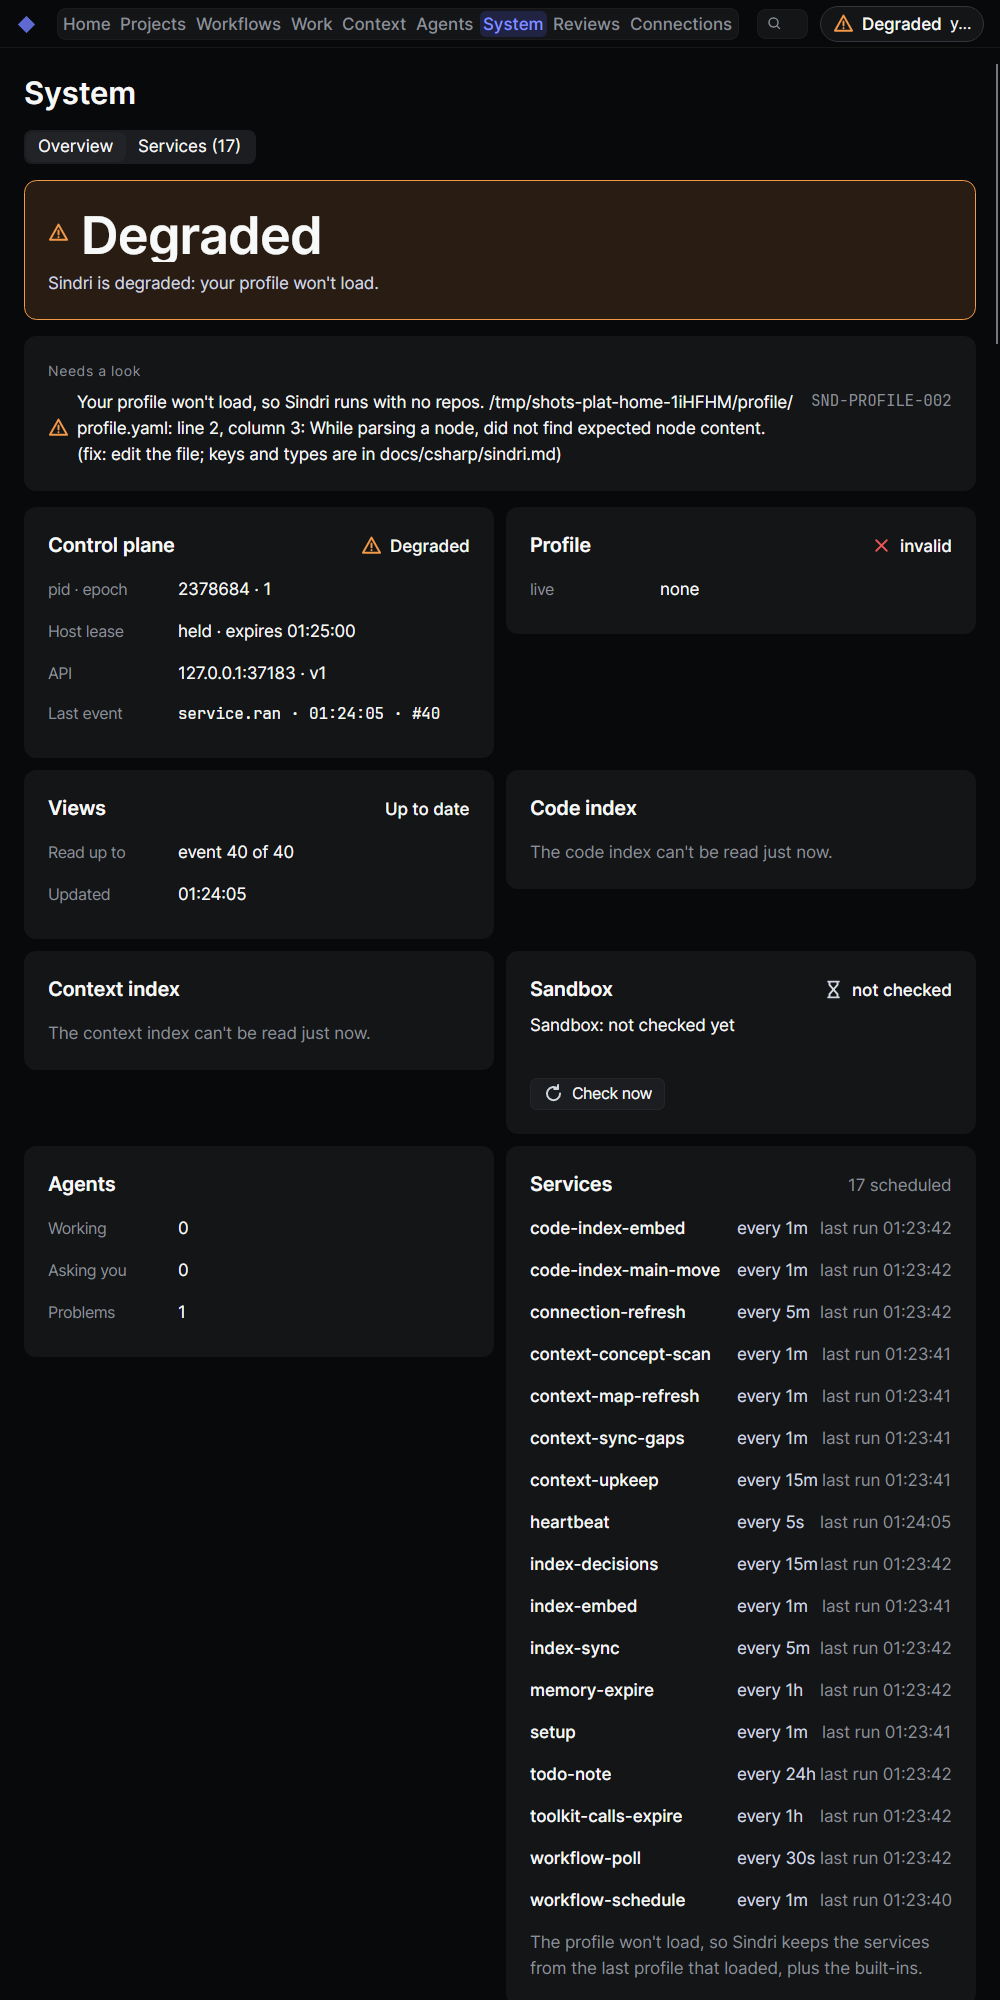 Home Projects Workflows Work Context Agents System Reviews Connections Degraded y...
System
Overview Services (17)
Degraded
Sindri is degraded: your profile won't load.
Needs a look
Your profile won't load, so Sindri runs with no repos. /tmp/shots-plat-home-1iHFHM/profile/ SND-PROFILE-002
profile.yaml: line 2, column 3: While parsing a node, did not find expected node content.
(fix: edit the file; keys and types are in docs/csharp/sindri.md)
Control plane Degraded
pid · epoch 2378684 · 1
Host lease held · expires 01:25:00
API 127.0.0.1:37183 · v1
Last event service.ran · 01:24:05 · #40
Profile invalid
live none
Views Up to date
Read up to event 40 of 40
Updated 01:24:05
Code index
The code index can't be read just now.
Context index
The context index can't be read just now.
Sandbox not checked
Sandbox: not checked yet
Check now
Agents
Working 0
Asking you 0
Problems 1
Services 17 scheduled
code-index-embed every 1m last run 01:23:42
code-index-main-move every 1m last run 01:23:42
connection-refresh every 5m last run 01:23:42
context-concept-scan every 1m last run 01:23:41
context-map-refresh every 1m last run 01:23:41
context-sync-gaps every 1m last run 01:23:41
context-upkeep every 15m last run 01:23:41
heartbeat every 5s last run 01:24:05
index-decisions every 15m last run 01:23:42
index-embed every 1m last run 01:23:41
index-sync every 5m last run 01:23:42
memory-expire every 1h last run 01:23:42
setup every 1m last run 01:23:41
todo-note every 24h last run 01:23:42
toolkit-calls-expire every 1h last run 01:23:42
workflow-poll every 30s last run 01:23:42
workflow-schedule every 1m last run 01:23:40
The profile won't load, so Sindri keeps the services
from the last profile that loaded, plus the built-ins.